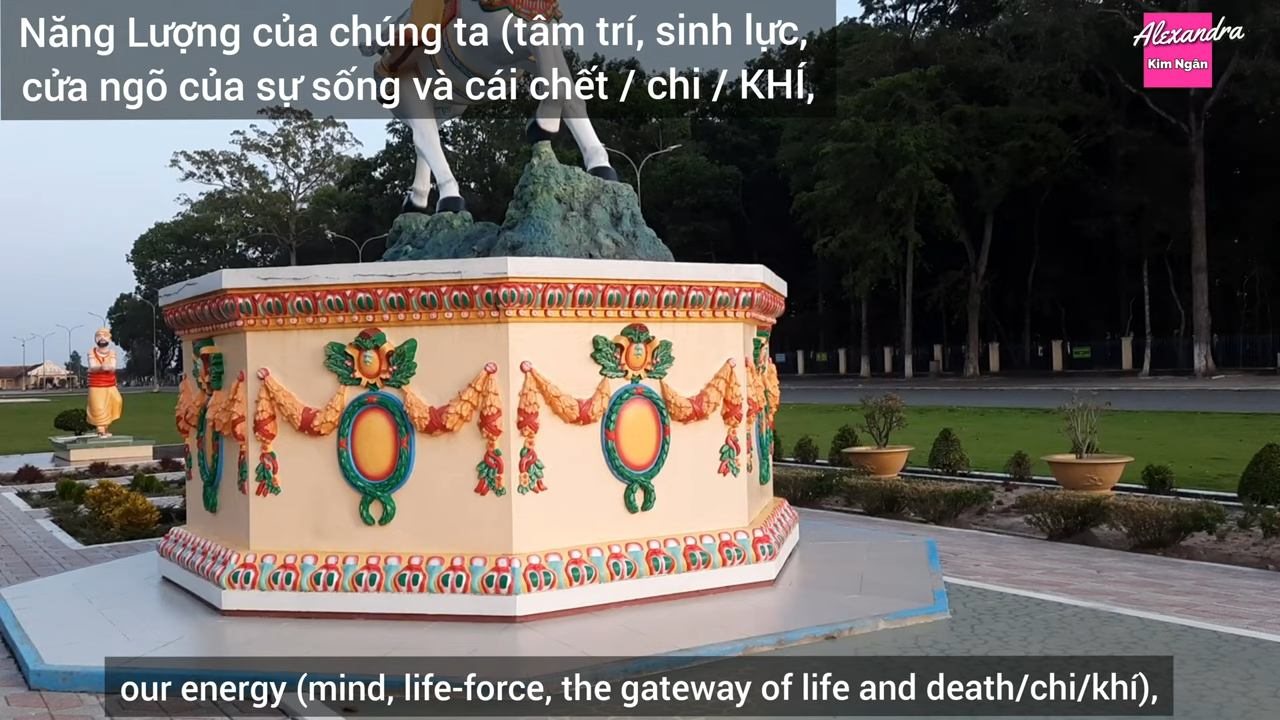 Năng Lượng của chúng ta (tâm trí, sinh lực,
cửa ngõ của sự sống và cái chết / chi / KHÍ,
Alexandra
Kim Ngân
our energy (mind, life-force, the gateway of life and death/chi/khí),